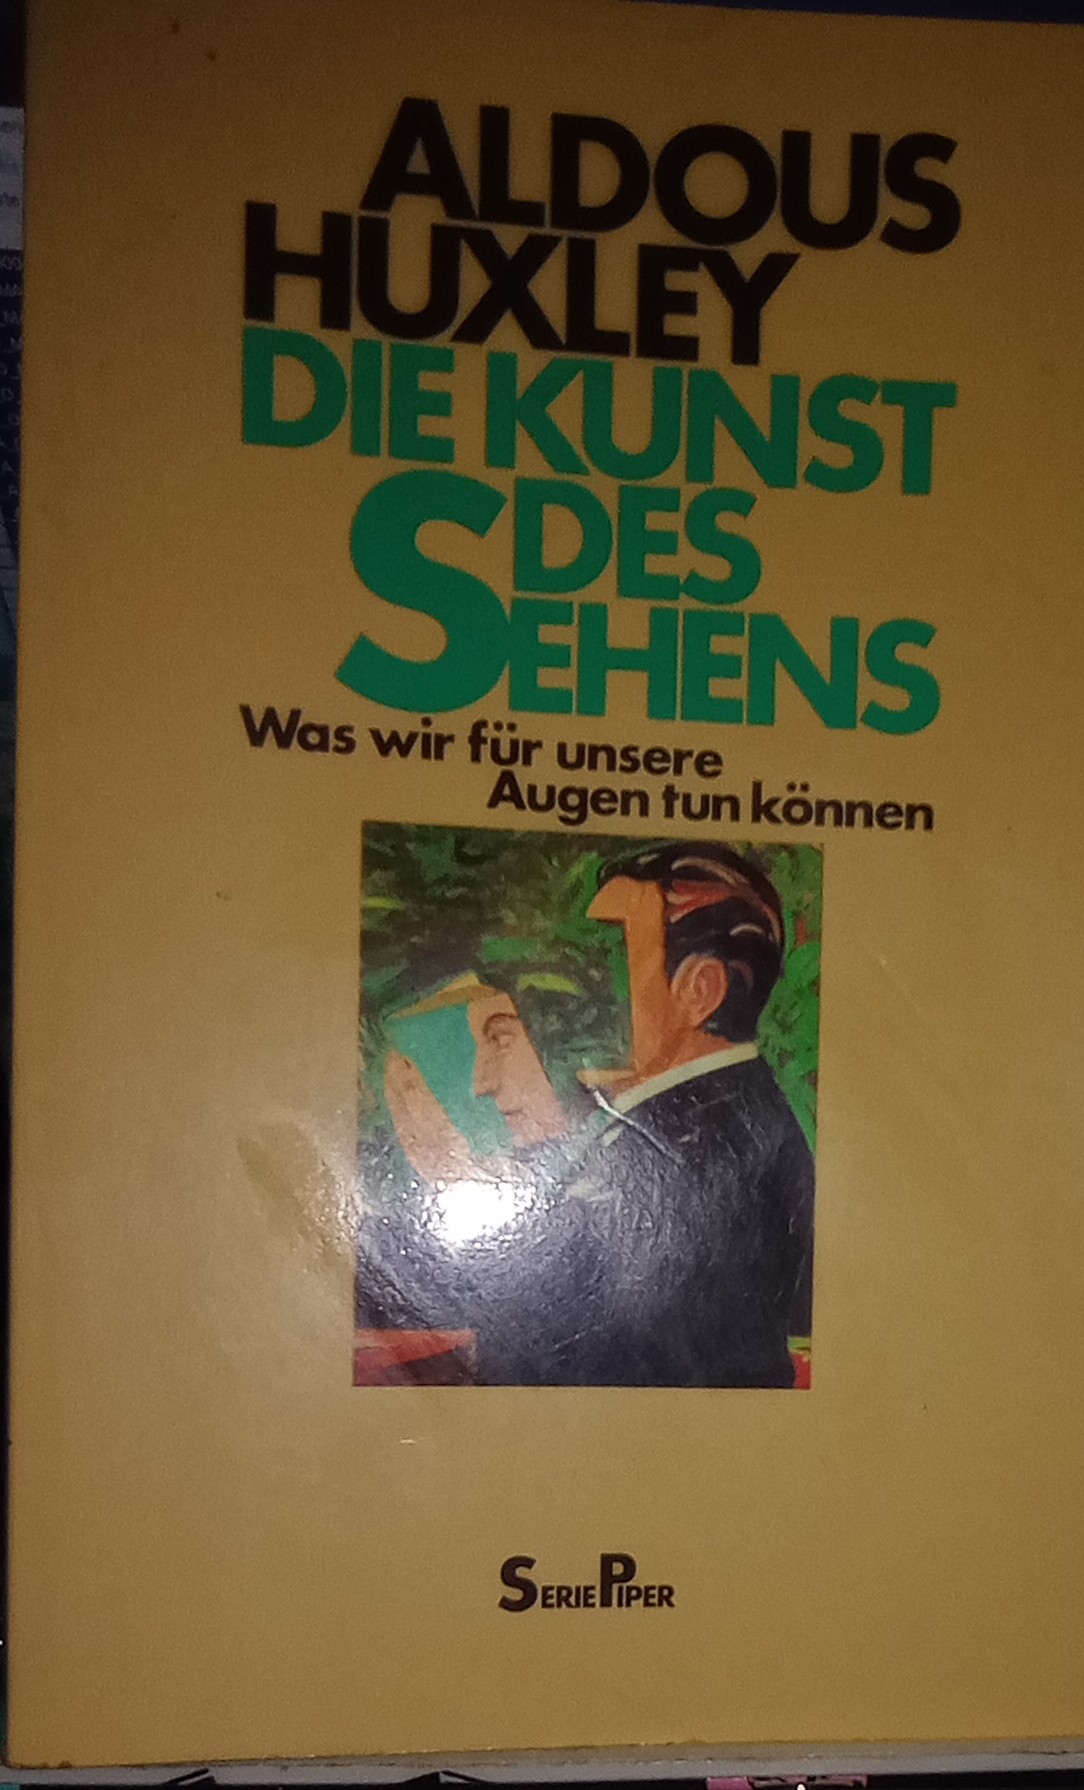 ALDOUS
HUXLEY
DIE KUNST
DES
SEHENS
Was wir für unsere
Augen tun können
SERIE PIPER